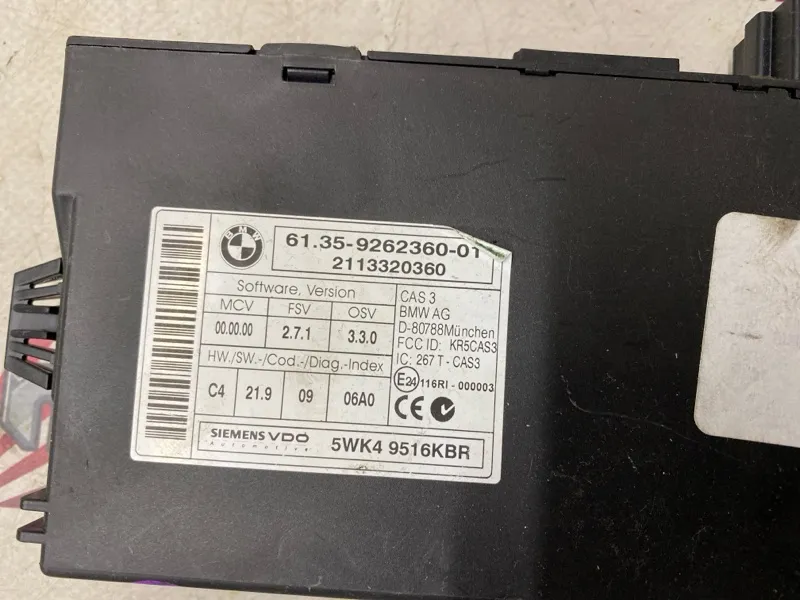 BMW
61.35-9262360-01
2113320360
Software, Version
MCV FSV OSV
00.00.00 2.7.1 3.3.0
HW./SW.-/Cod.-/Diag.-Index
C4 21.9 09 06A0
CAS 3
BMW AG
D-80788München
FCC ID: KR5CAS3
IC: 267 T - CAS3
E24 116RI - 000003
CE
SIEMENS VDO
Automotive
5WK4 9516KBR